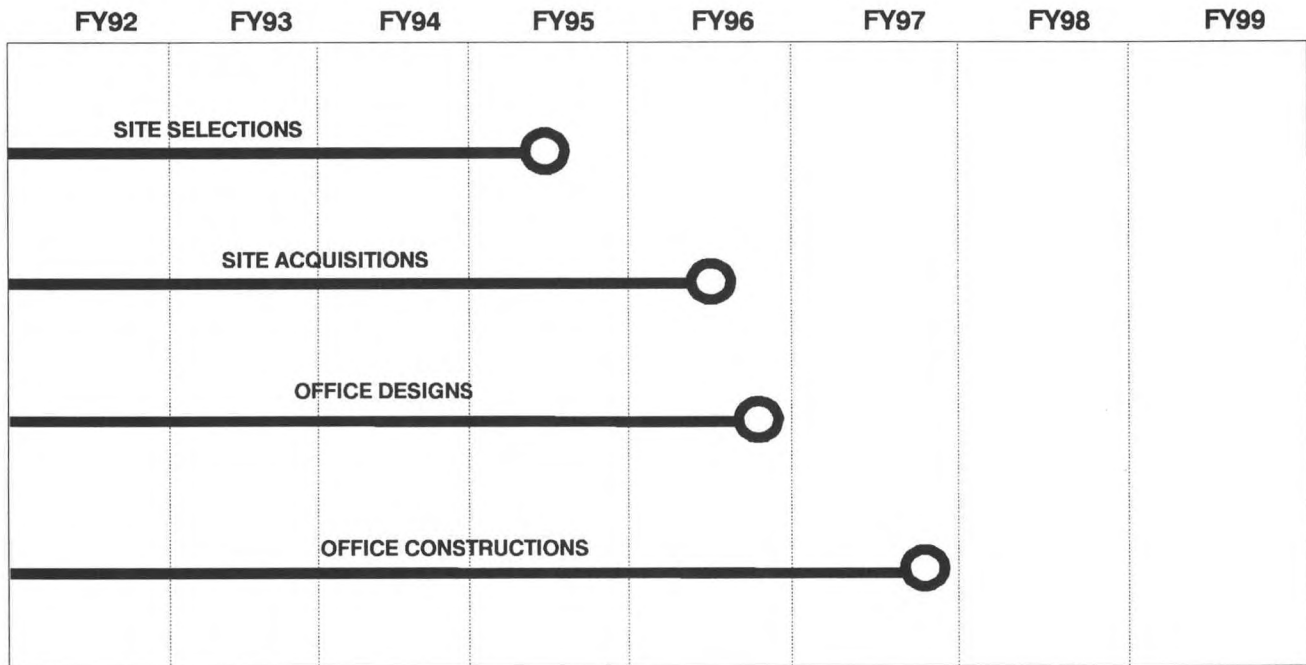 FY92 FY93 FY94 FY95 FY96 FY97 FY98 FY99
SITE SELECTIONS
SITE ACQUISITIONS
OFFICE DESIGNS
OFFICE CONSTRUCTIONS